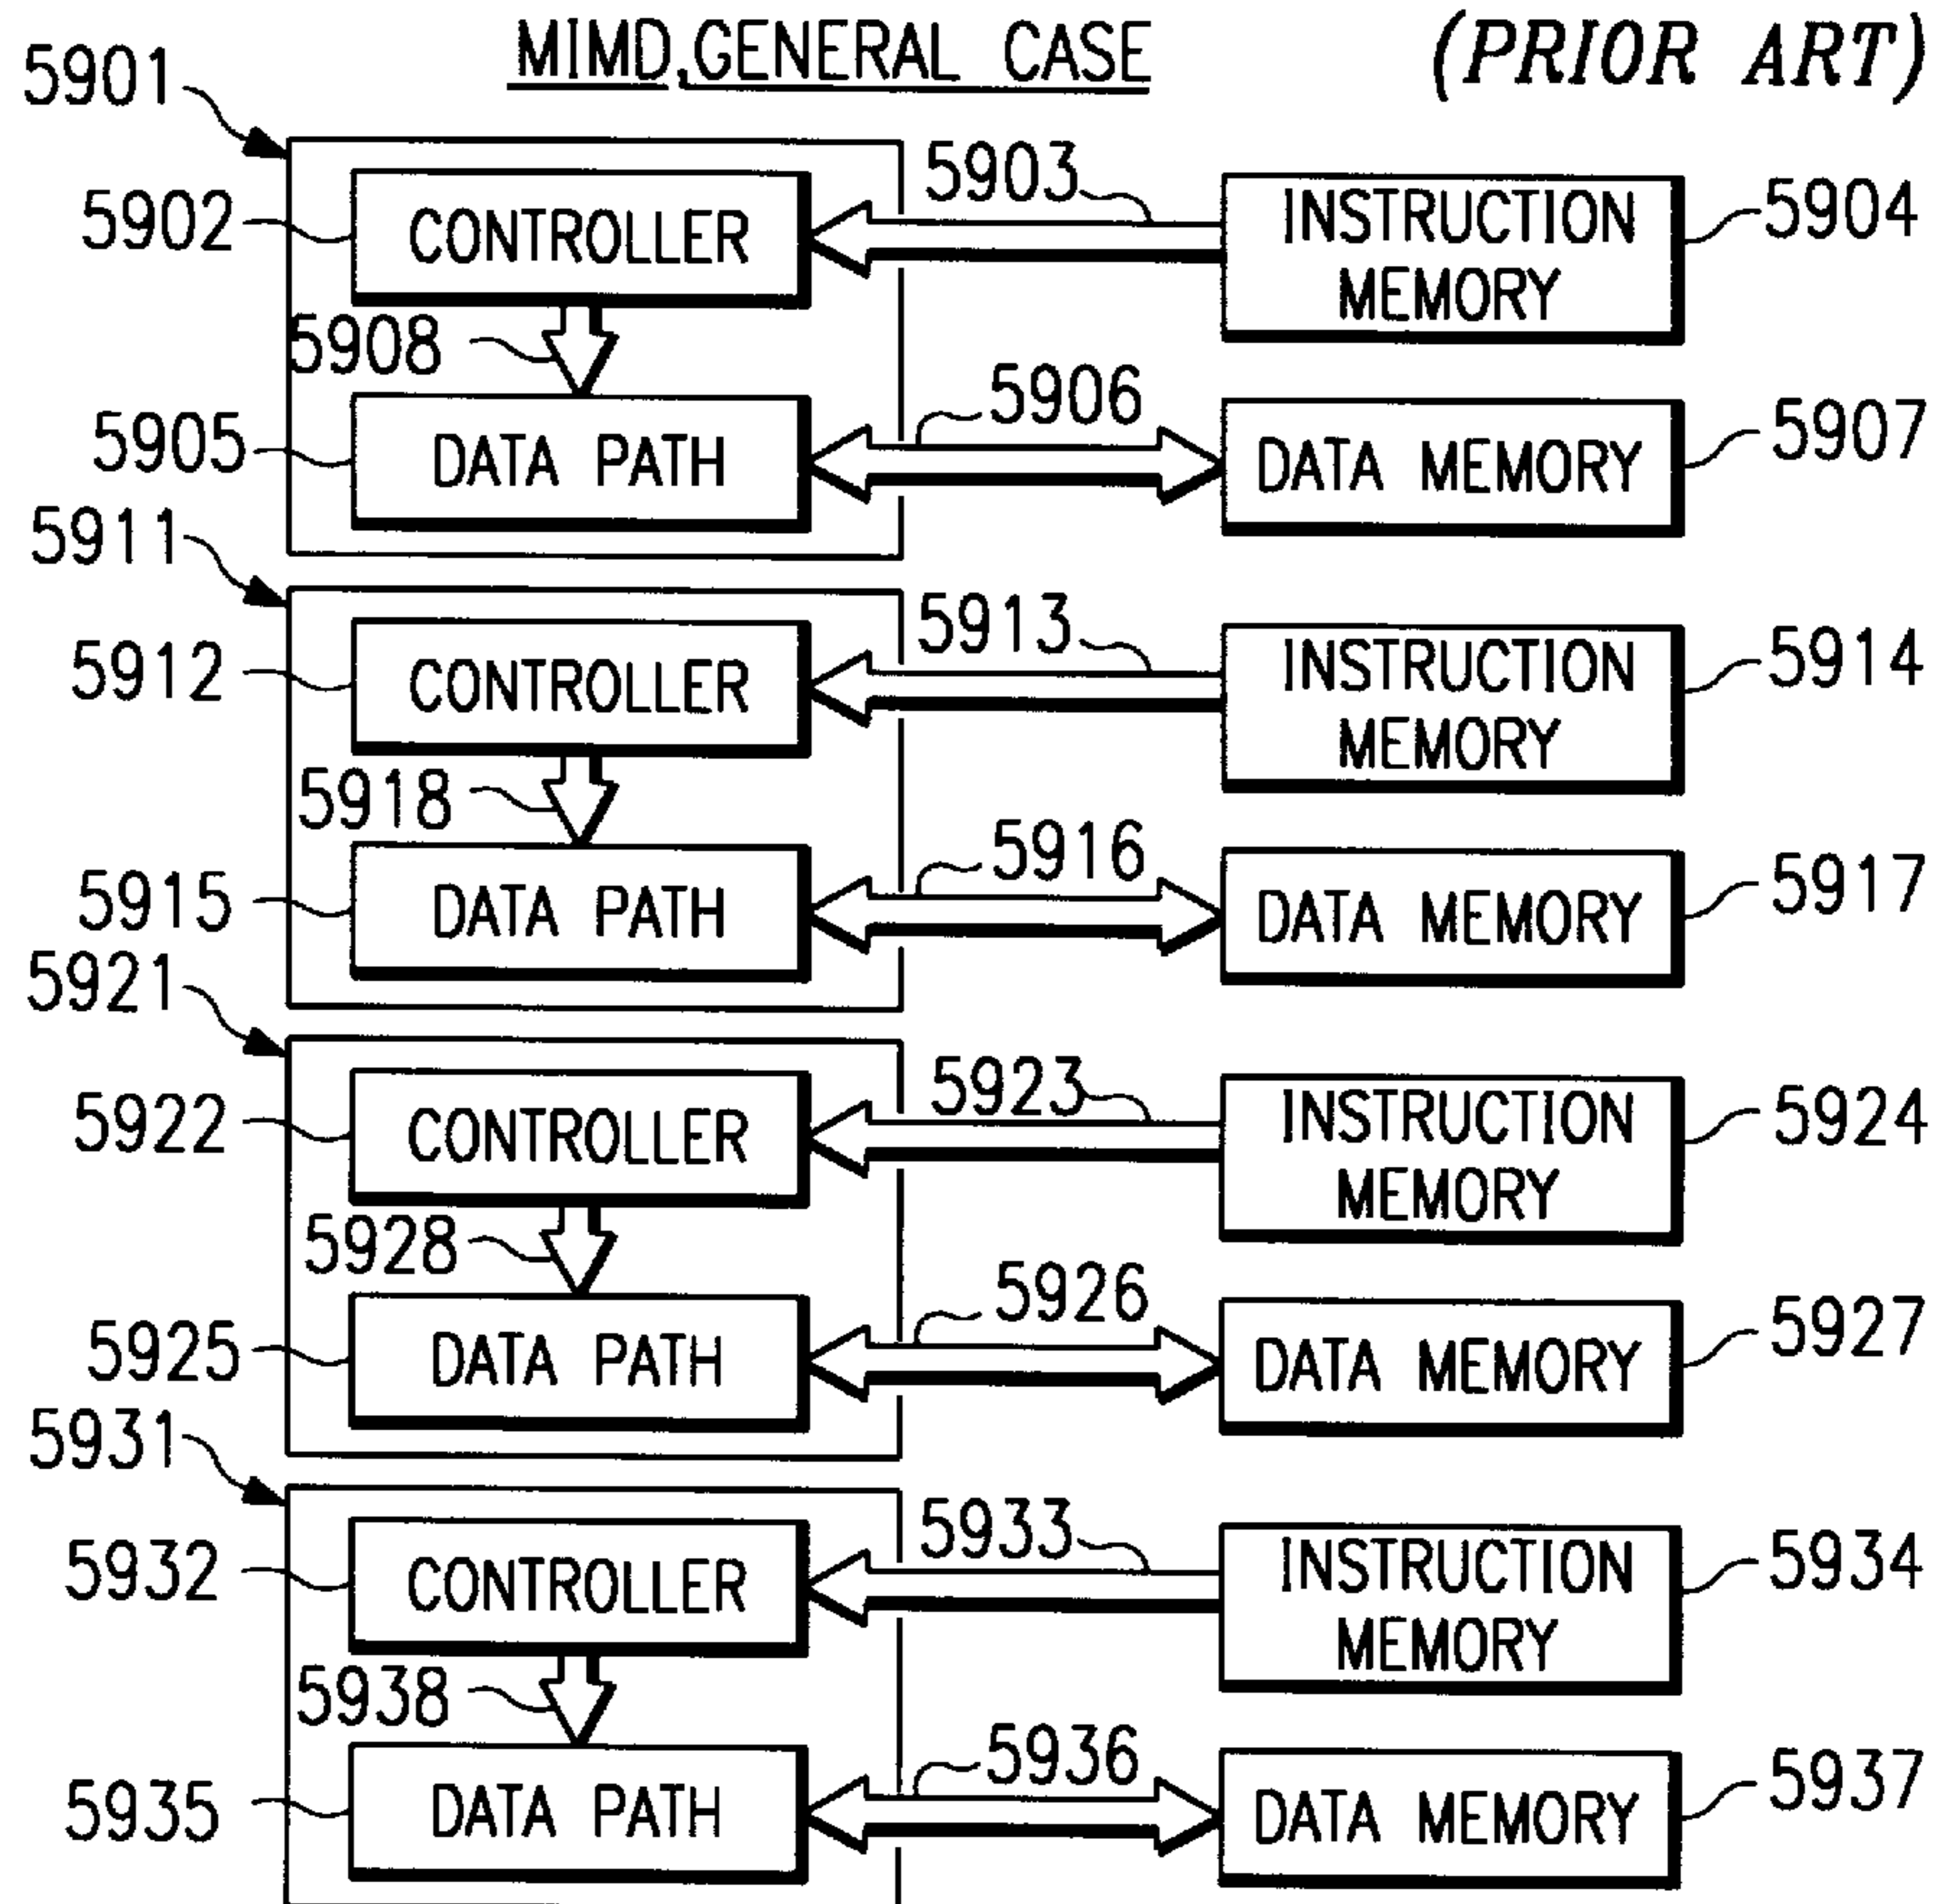 MIMD, GENERAL CASE
(PRIOR ART)
5901
5902
CONTROLLER
5903
INSTRUCTION
MEMORY
5904
5908
5905
DATA PATH
5906
DATA MEMORY
5907
5911
5912
CONTROLLER
5913
INSTRUCTION
MEMORY
5914
5918
5915
DATA PATH
5916
DATA MEMORY
5917
5921
5922
CONTROLLER
5923
INSTRUCTION
MEMORY
5924
5928
5925
DATA PATH
5926
DATA MEMORY
5927
5931
5932
CONTROLLER
5933
INSTRUCTION
MEMORY
5934
5938
5935
DATA PATH
5936
DATA MEMORY
5937